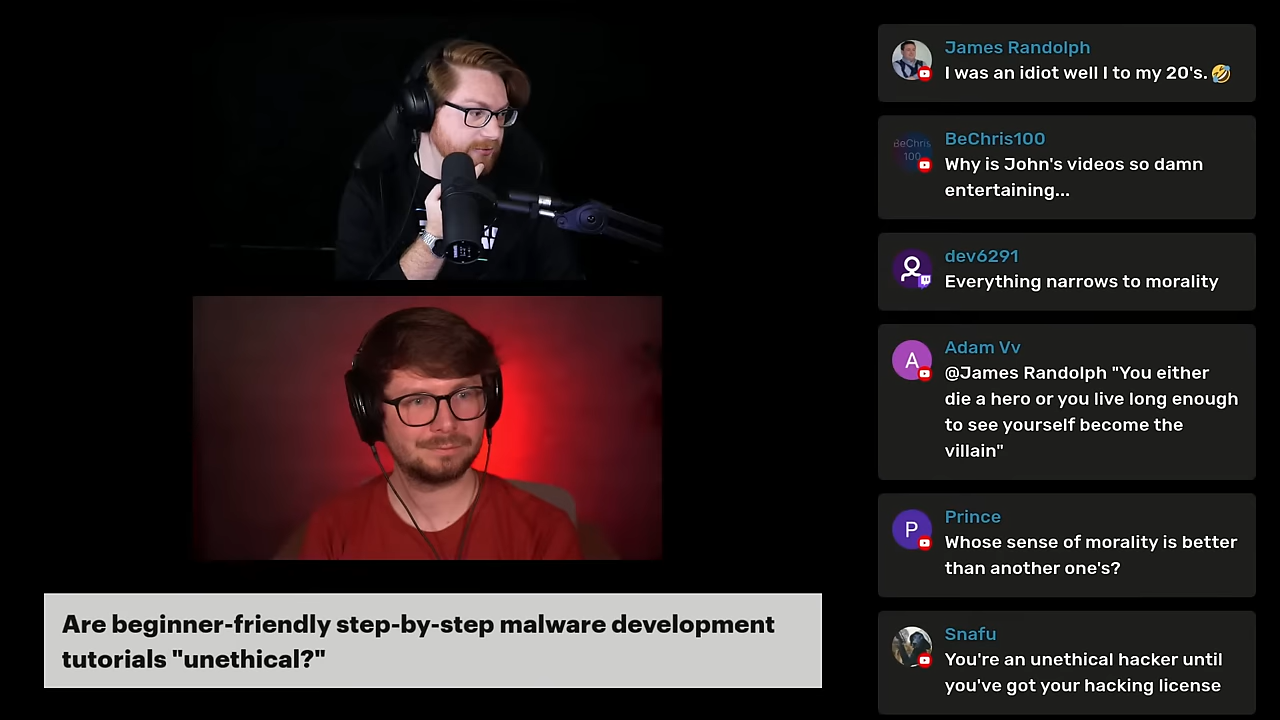 James Randolph
I was an idiot well I to my 20's. 🤣
BeChris100
Why is John's videos so damn
entertaining...
dev6291
Everything narrows to morality
Adam Vv
@James Randolph "You either
die a hero or you live long enough
to see yourself become the
villain"
Prince
Whose sense of morality is better
than another one's?
Snafu
You're an unethical hacker until
you've got your hacking license
BeChris
100
A
P
Are beginner-friendly step-by-step malware development
tutorials "unethical?"